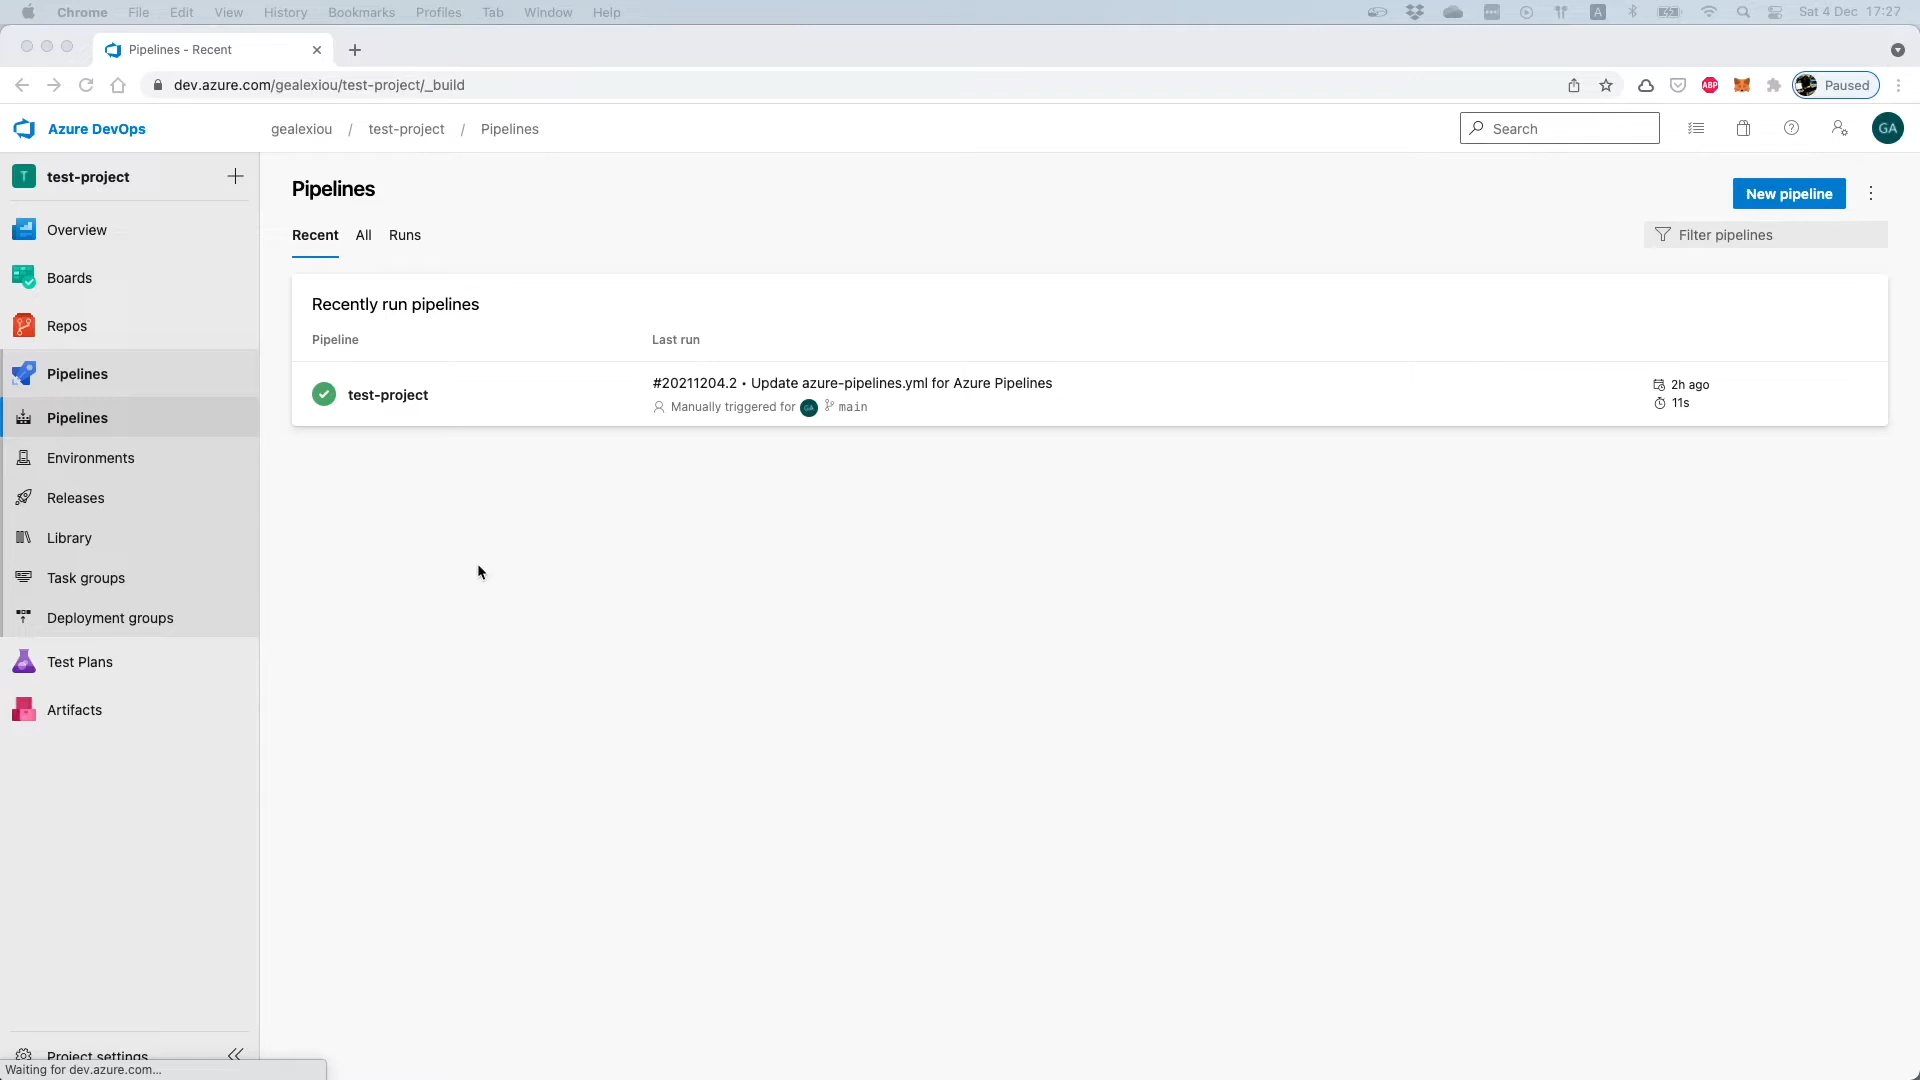 Chrome File Edit View History Bookmarks Profiles Tab Window Help A Sat 4 Dec 17:27
Pipelines - Recent
dev.azure.com/gealexiou/test-project/_build ABP Paused
Azure DevOps gealexiou / test-project / Pipelines Search GA
T test-project
Pipelines
New pipeline
Overview
Recent All Runs
Filter pipelines
Boards
Recently run pipelines
Repos
Pipeline Last run
Pipelines
test-project
#20211204.2 • Update azure-pipelines.yml for Azure Pipelines
2h ago
Manually triggered for GA main
11s
Pipelines
Environments
Releases
Library
Task groups
Deployment groups
Test Plans
Artifacts
Project settings
Waiting for dev.azure.com...